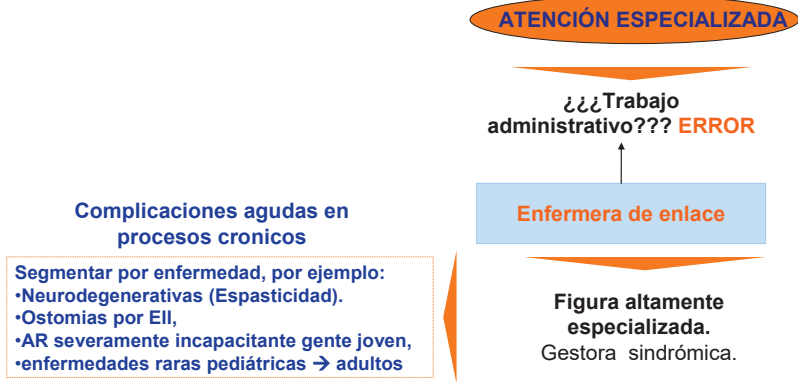 ATENCIÓN ESPECIALIZADA
¿¿¿Trabajo
administrativo??? ERROR
Enfermera de enlace
Complicaciones agudas en
procesos cronicos
Segmentar por enfermedad, por ejemplo:
•Neurodegenerativas (Espasticidad).
•Ostomias por EII,
•AR severamente incapacitante gente joven,
•enfermedades raras pediátricas → adultos
Figura altamente
especializada.
Gestora sindrómica.